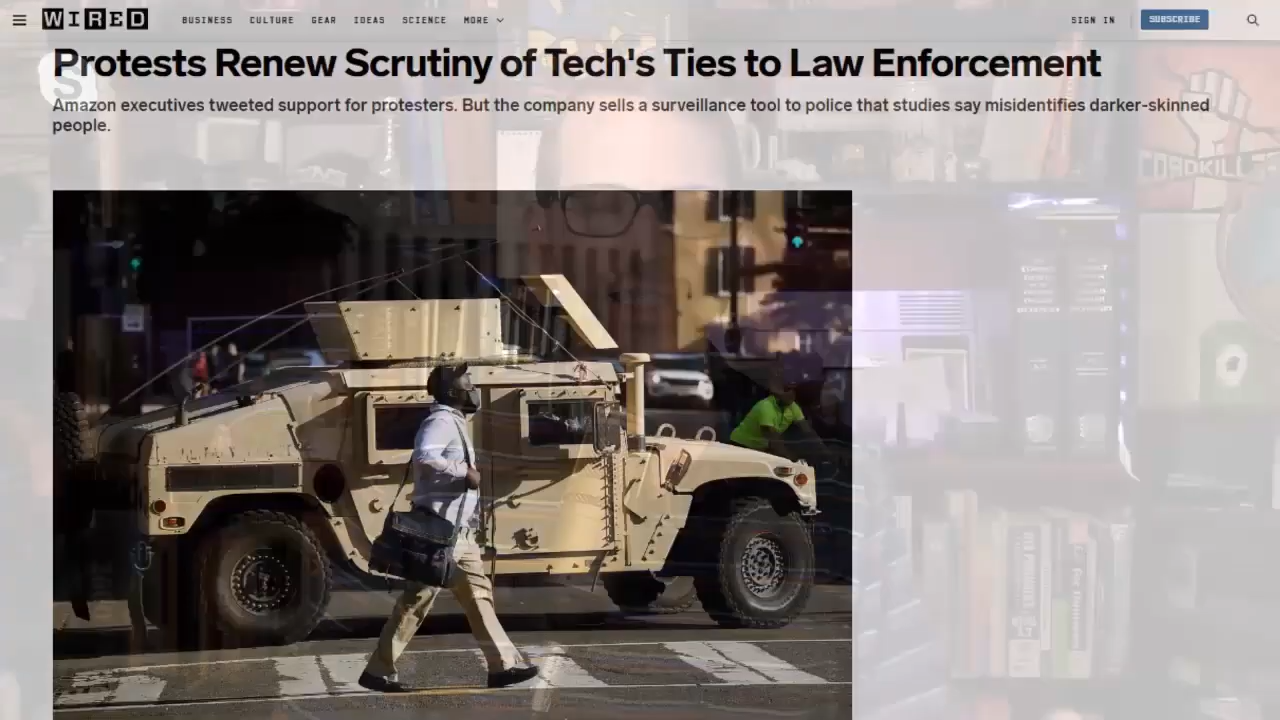 WIRED
BUSINESS CULTURE GEAR IDEAS SCIENCE MORE SIGN IN SUBSCRIBE
Protests Renew Scrutiny of Tech's Ties to Law Enforcement
Amazon executives tweeted support for protesters. But the company sells a surveillance tool to police that studies say misidentifies darker-skinned
people.
S